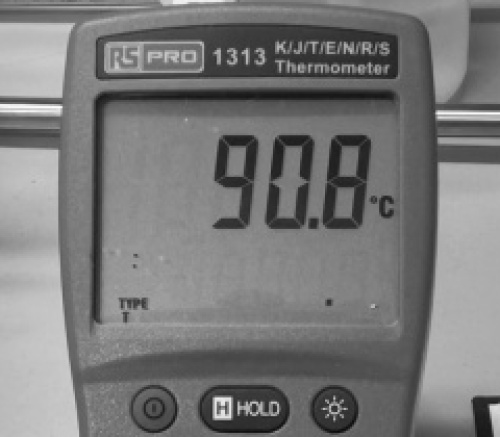 RS PRO 1313 K/J/T/E/N/R/S
Thermometer
90.8 °C
TYPE
T
H HOLD